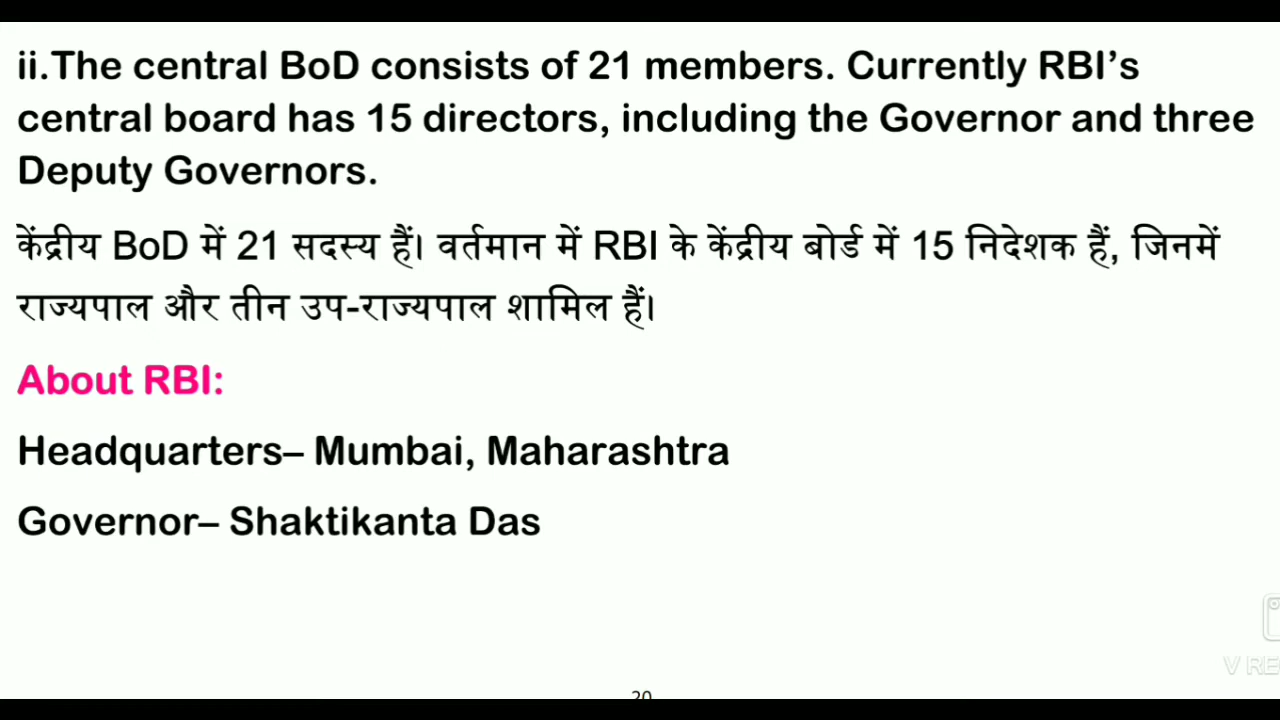 ii.The central BoD consists of 21 members. Currently RBI’s
central board has 15 directors, including the Governor and three
Deputy Governors.
केंद्रीय BoD में 21 सदस्य हैं। वर्तमान में RBI के केंद्रीय बोर्ड में 15 निदेशक हैं, जिनमें
राज्यपाल और तीन उप-राज्यपाल शामिल हैं।
About RBI:
Headquarters– Mumbai, Maharashtra
Governor– Shaktikanta Das
V RE
20